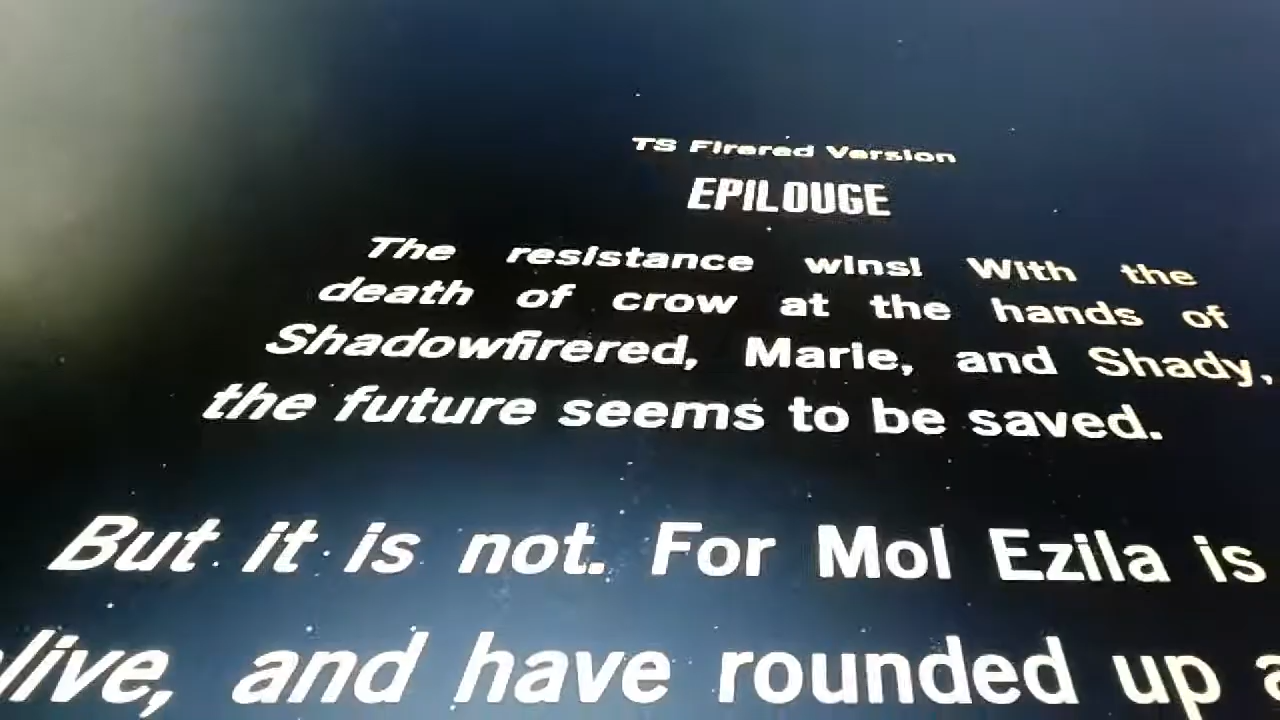 TS Firered Version
EPILOUGE
The resistance wins! With the
death of crow at the hands of
Shadowfirered, Marie, and Shady,
the future seems to be saved.
But it is not. For Mol Ezila is
alive, and have rounded up